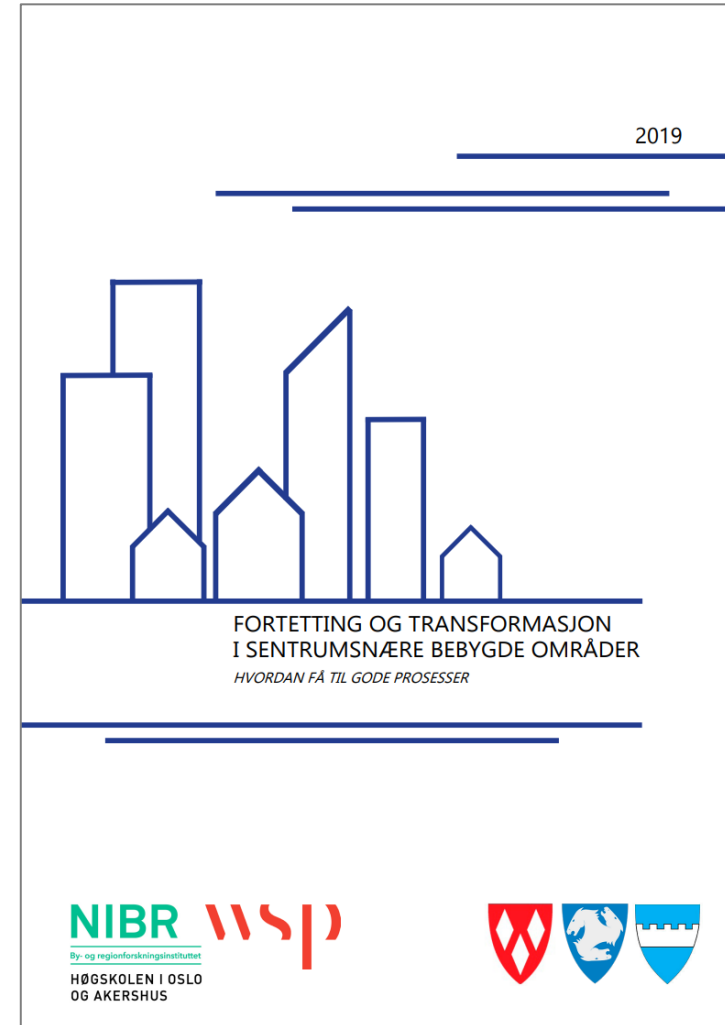 2019
FORTETTING OG TRANSFORMASJON
I SENTRUMSNÆRE BEBYGDE OMRÅDER
HVORDAN FÅ TIL GODE PROSESSER
NIBR
By- og regionforskningsinstituttet
HØGSKOLEN I OSLO
OG AKERSHUS
wsp